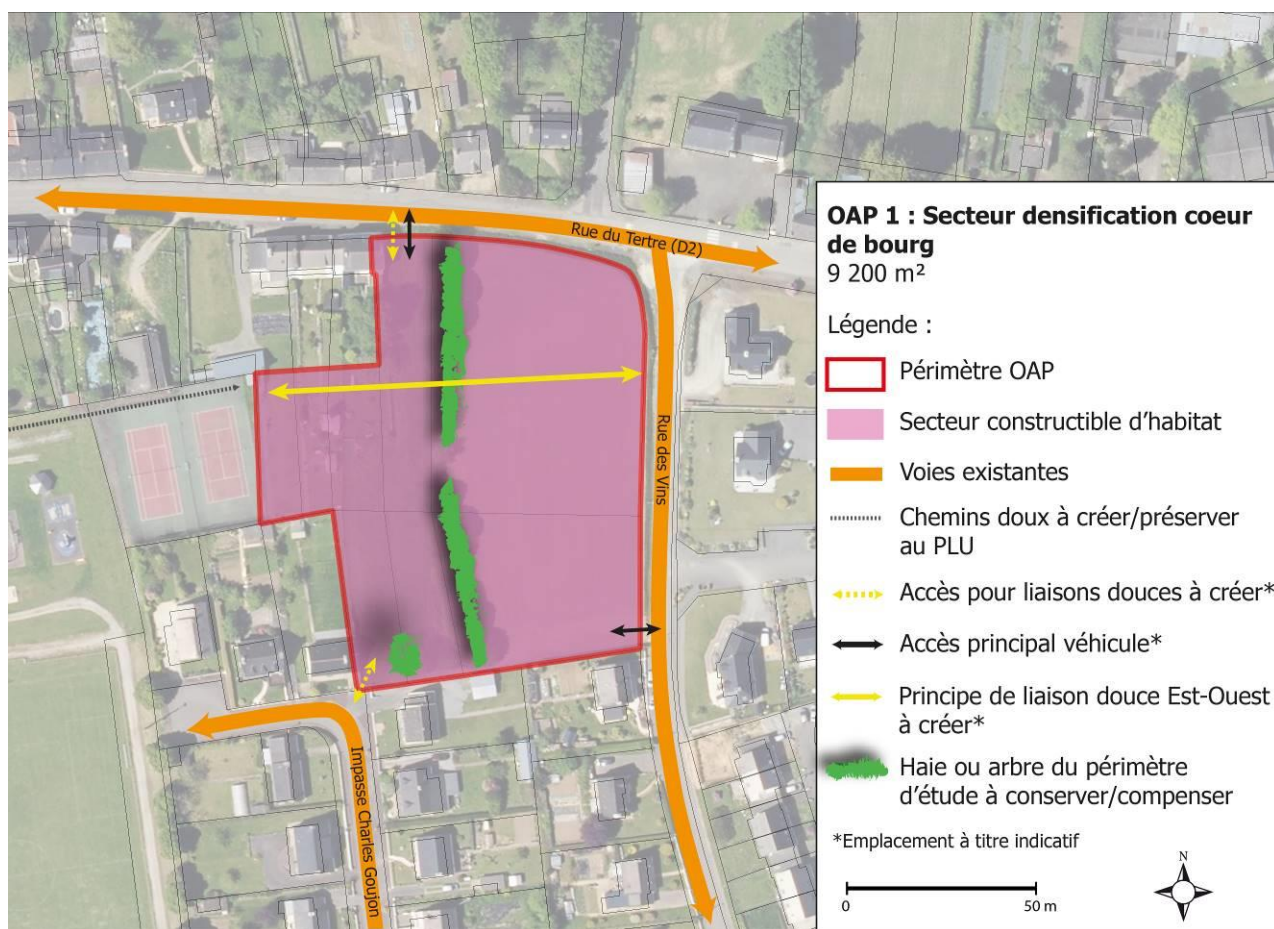 Rue du Tertre (D2)
Rue des Vins
Impasse Charles Goujon
OAP 1 : Secteur densification coeur
de bourg
9 200 m²
Légende :
Périmètre OAP
Secteur constructible d'habitat
Voies existantes
Chemins doux à créer/préserver
au PLU
Accès pour liaisons douces à créer*
Accès principal véhicule*
Principe de liaison douce Est-Ouest
à créer*
Haie ou arbre du périmètre
d'étude à conserver/compenser
*Emplacement à titre indicatif
N
0 50 m